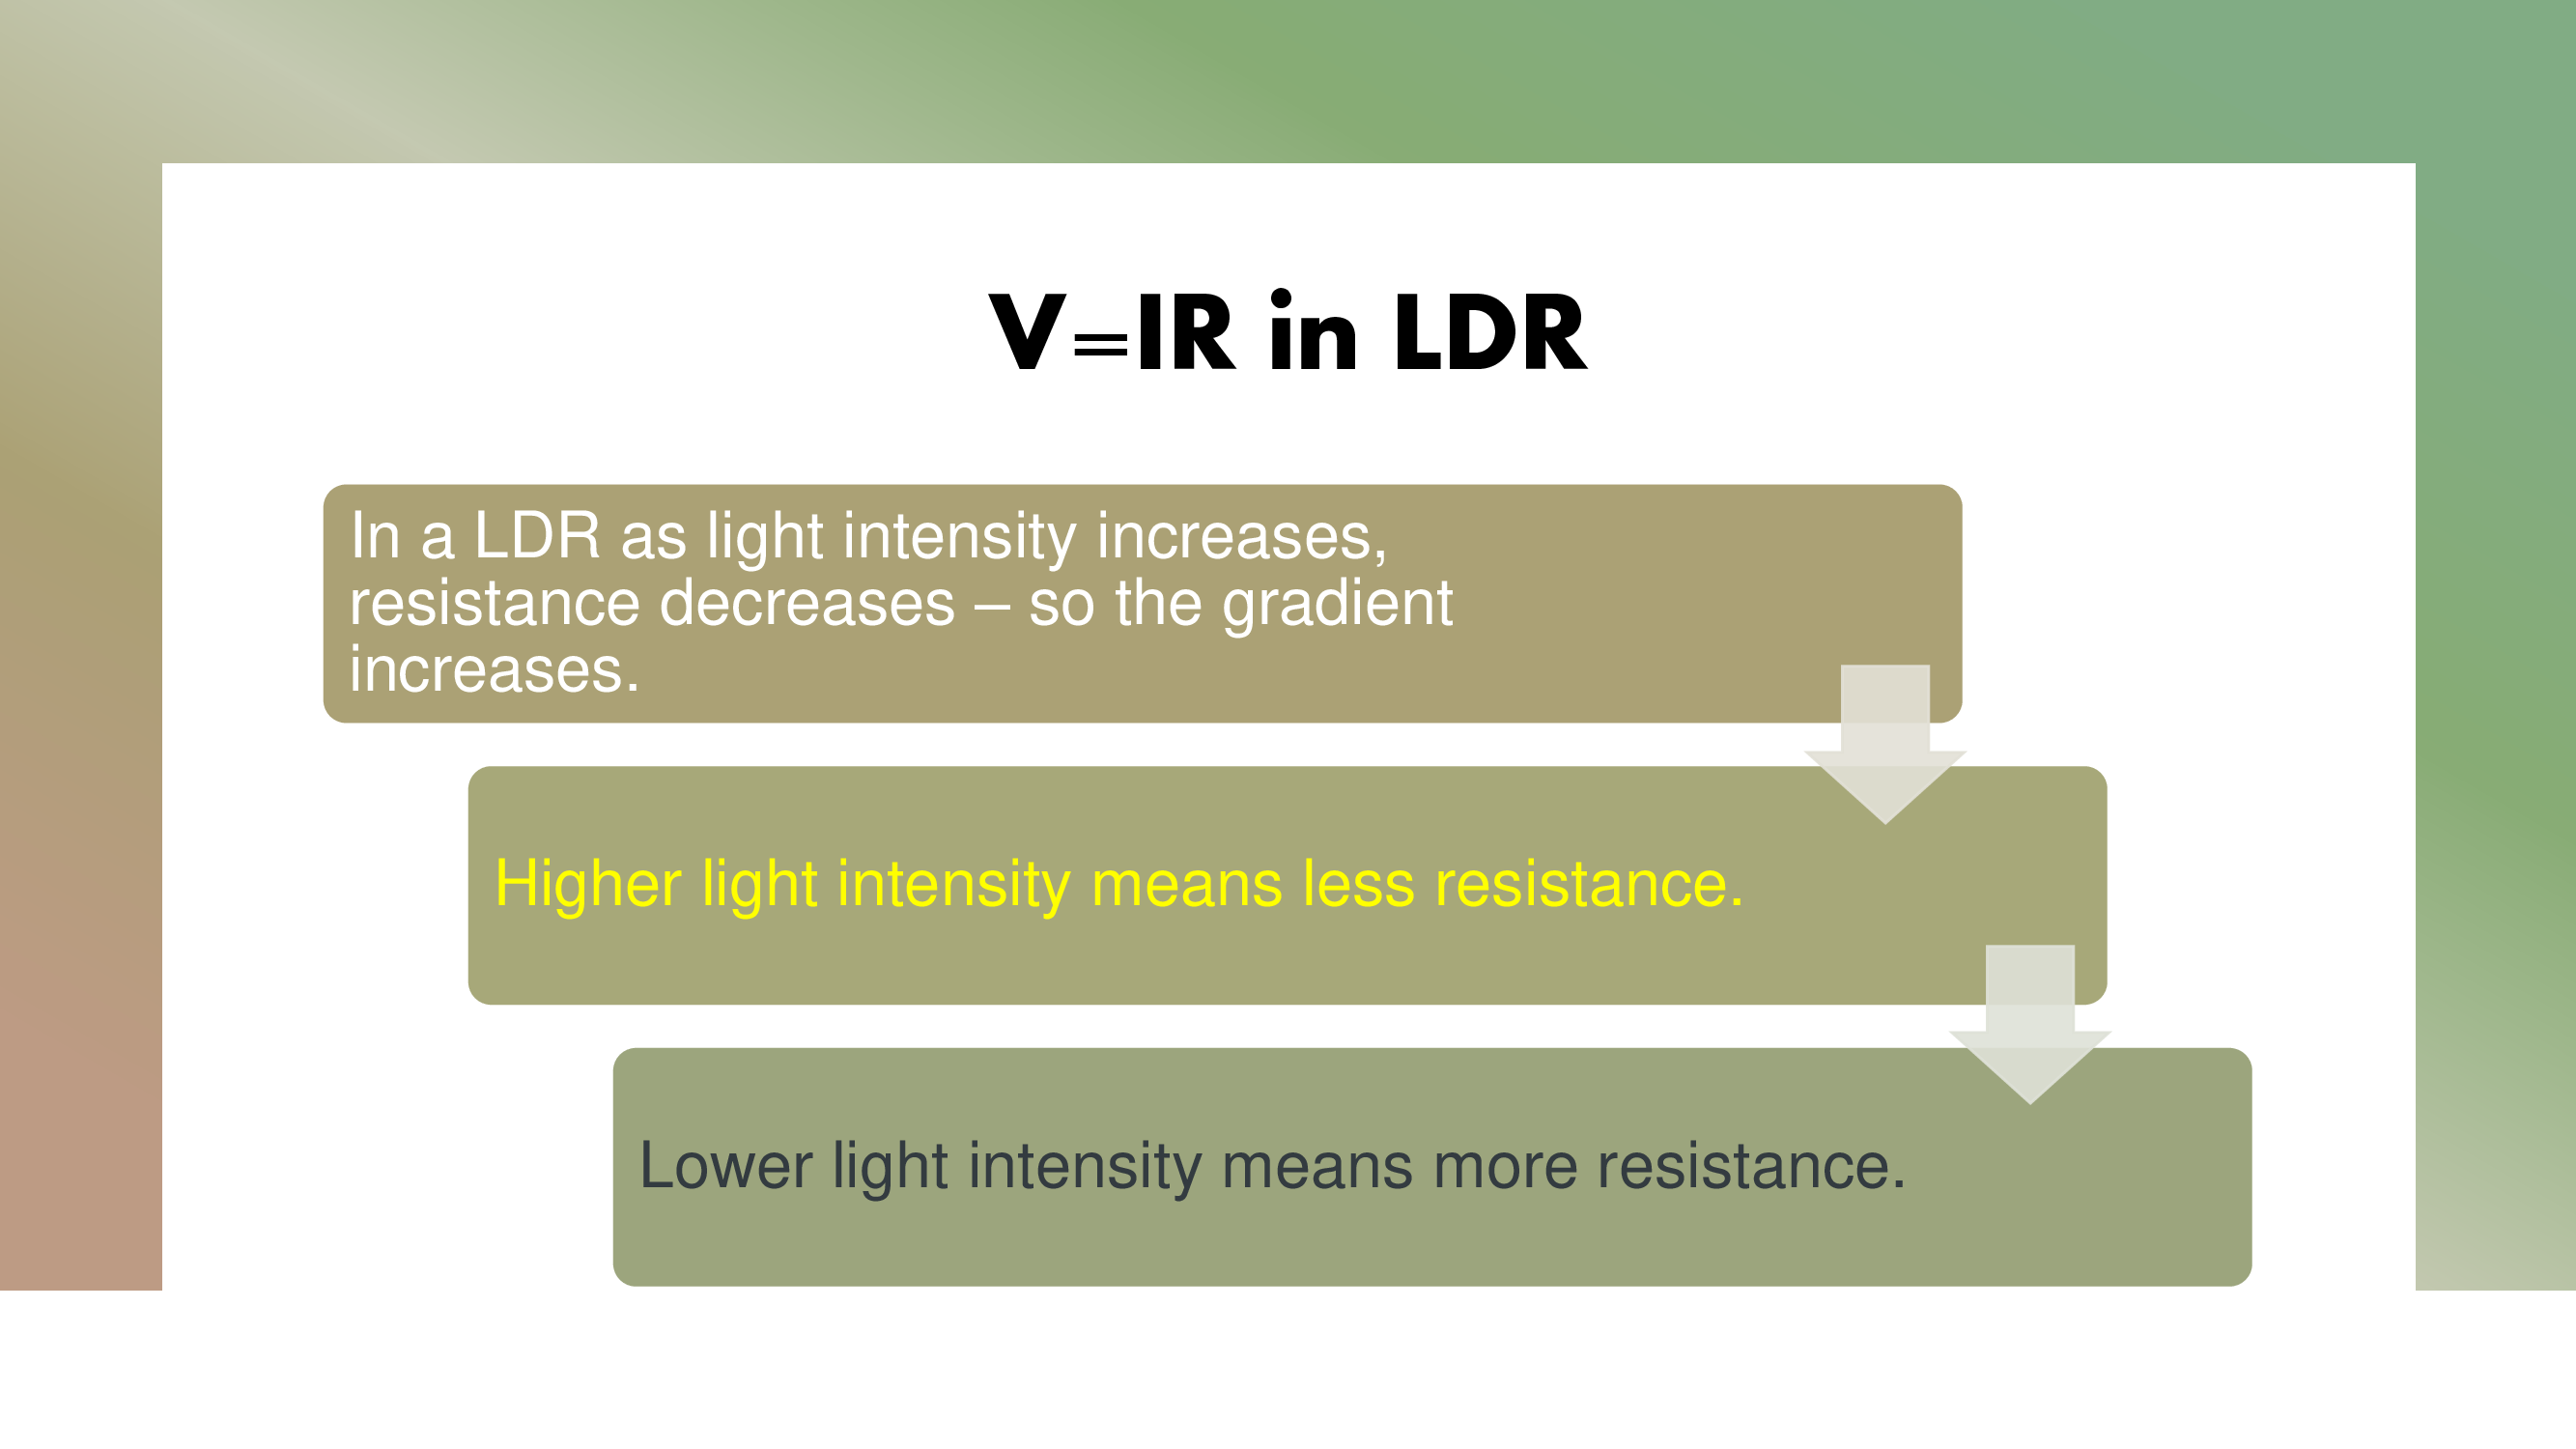 V=IR in LDR
In a LDR as light intensity increases,
resistance decreases – so the gradient
increases.
Higher light intensity means less resistance.
Lower light intensity means more resistance.